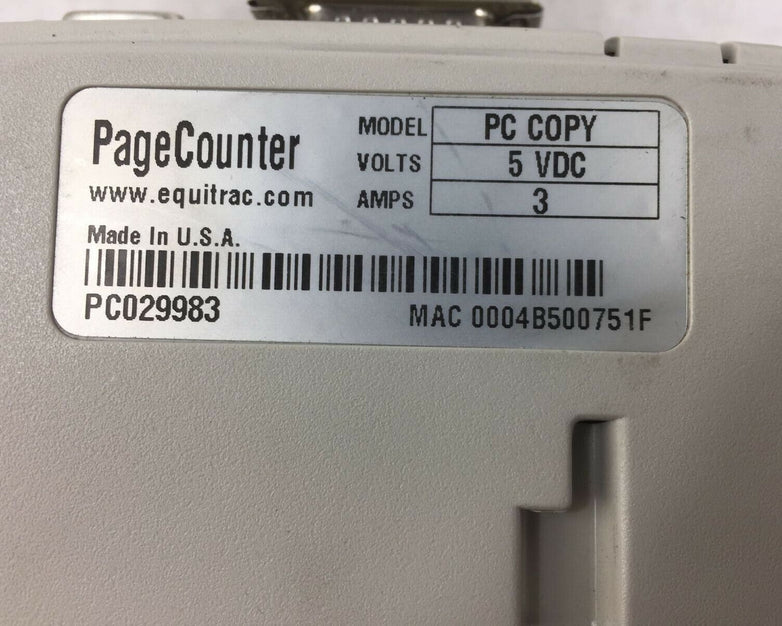 PageCounter
www.equitrac.com
MODEL PC COPY
VOLTS 5 VDC
AMPS 3
Made In U.S.A.
PC029983
MAC 0004B500751F